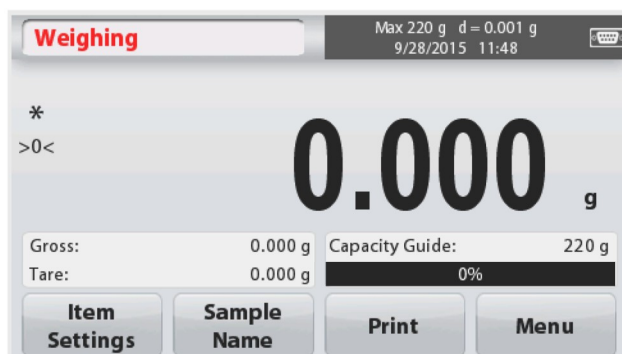 Weighing
Max 220 g d = 0.001 g
9/28/2015 11:48
*
>0<
0.000 g
Gross: 0.000 g
Tare: 0.000 g
Capacity Guide: 220 g
0%
Item Settings
Sample Name
Print
Menu